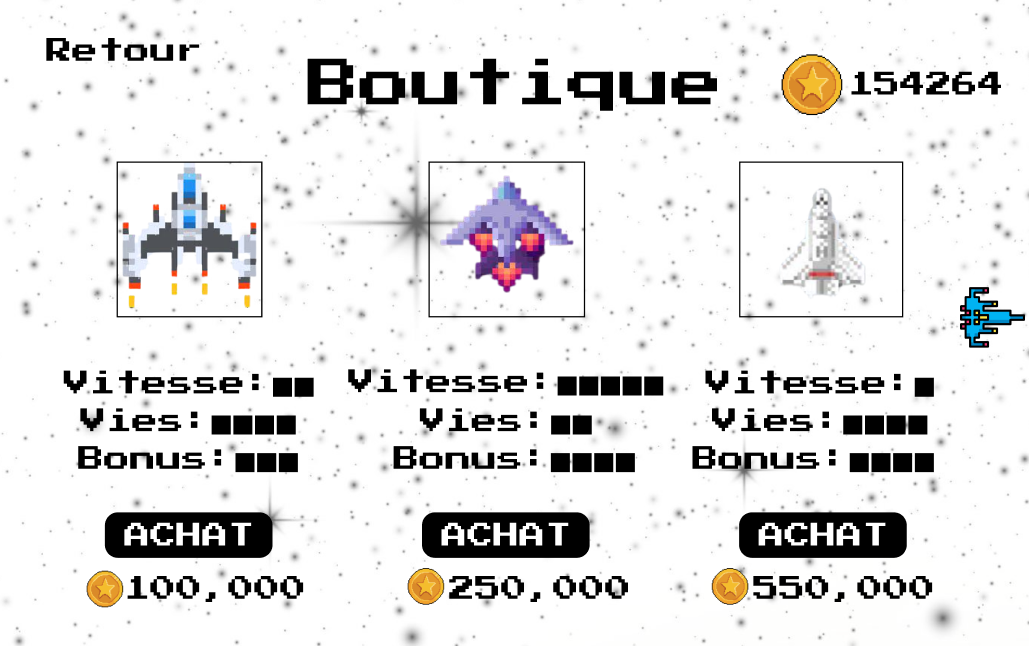 Retour
Boutique
154264
Vitesse:■■
Vies:■■■■
Bonus:■■■
ACHAT
100,000
Vitesse:■■■■■
Vies:■■
Bonus:■■■■
ACHAT
250,000
Vitesse:■
Vies:■■■■
Bonus:■■■■
ACHAT
550,000